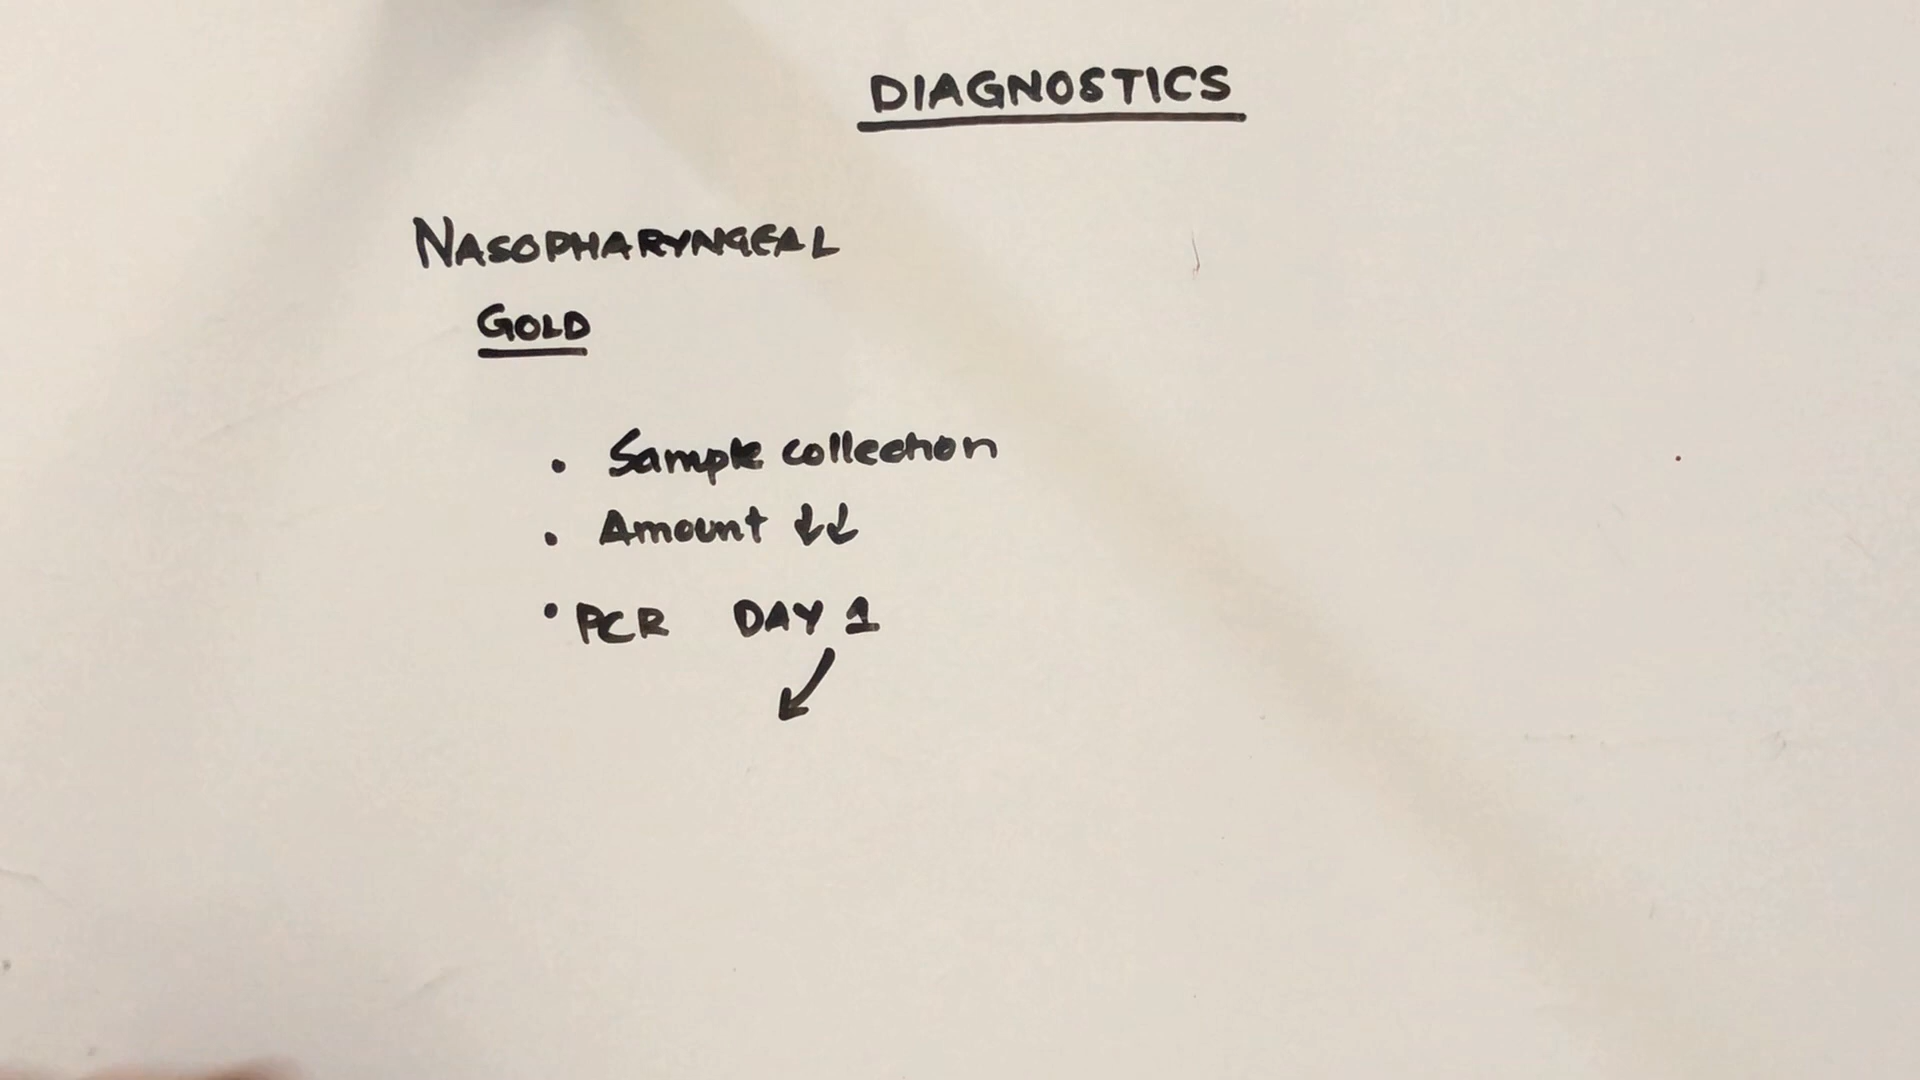 DIAGNOSTICS
NASOPHARYNGEAL
GOLD
• Sample collection
• Amount ↓↓
• PCR DAY 1